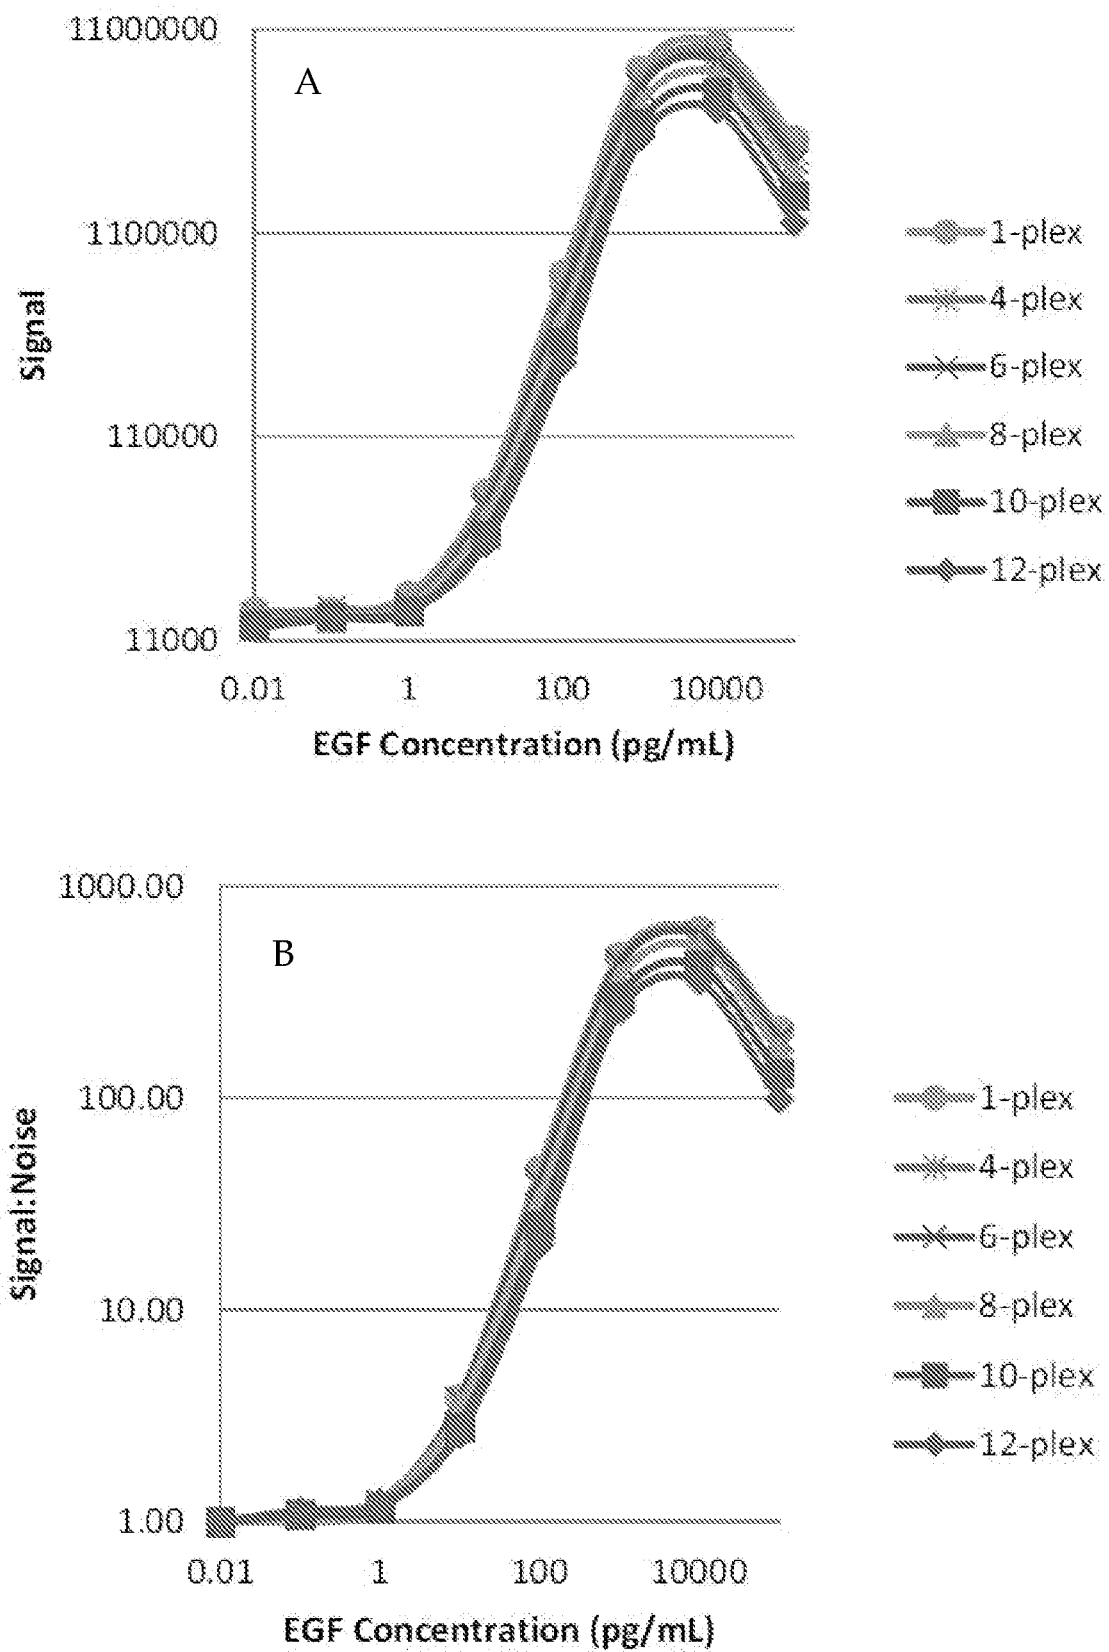 11000000
A
1100000
110000
11000
Signal
0.01 1 100 10000
EGF Concentration (pg/mL)
1-plex
4-plex
6-plex
8-plex
10-plex
12-plex
1000.00
B
100.00
10.00
1.00
Signal:Noise
0.01 1 100 10000
EGF Concentration (pg/mL)
1-plex
4-plex
6-plex
8-plex
10-plex
12-plex